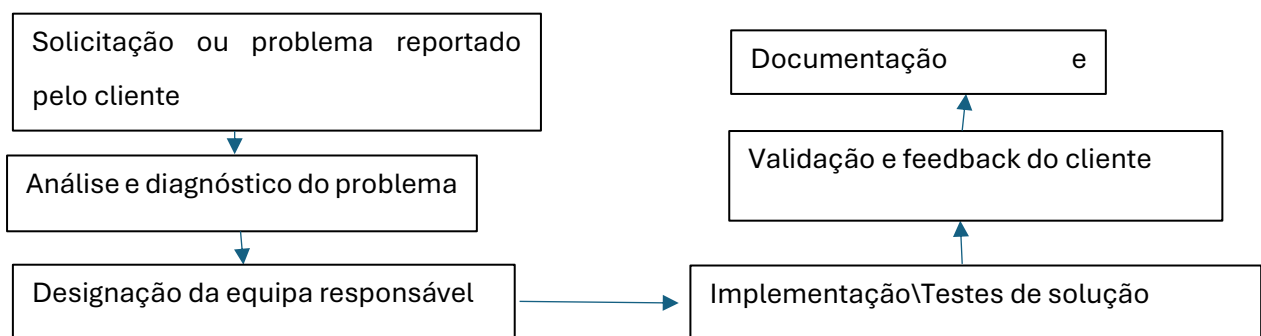 Solicitação ou problema reportado
pelo cliente
Análise e diagnóstico do problema
Designação da equipa responsável
Implementação\Testes de solução
Validação e feedback do cliente
Documentação e